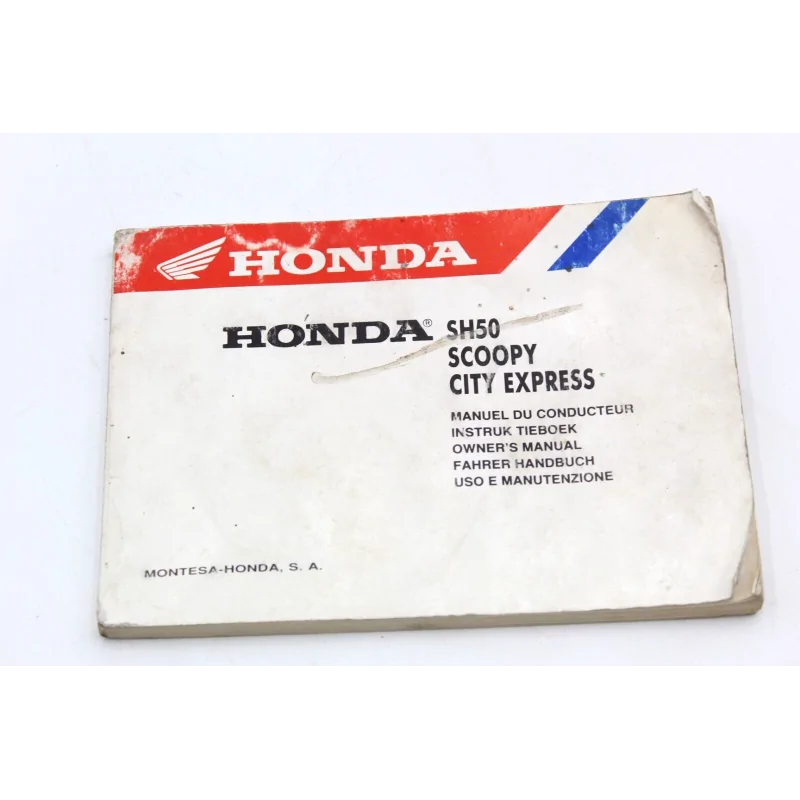 HONDA
HONDA® SH50
SCOOPY
CITY EXPRESS
MANUEL DU CONDUCTEUR
INSTRUK TIEBOEK
OWNER'S MANUAL
FAHRER HANDBUCH
USO E MANUTENZIONE
MONTESA-HONDA, S. A.